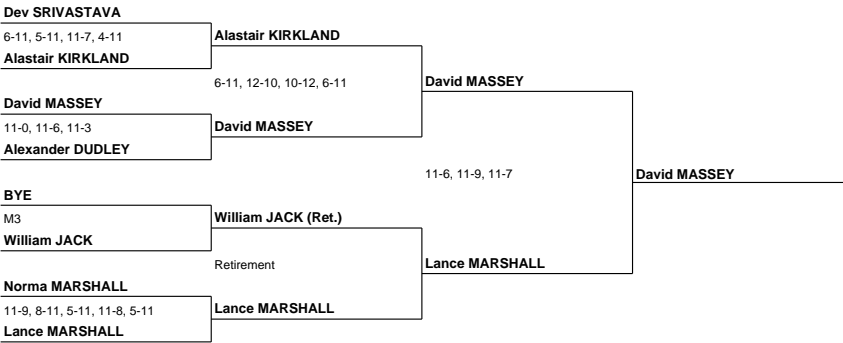 Dev SRIVASTAVA
6-11, 5-11, 11-7, 4-11
Alastair KIRKLAND
Alastair KIRKLAND
6-11, 12-10, 10-12, 6-11
David MASSEY
David MASSEY
11-0, 11-6, 11-3
David MASSEY
Alexander DUDLEY
11-6, 11-9, 11-7
David MASSEY
BYE
M3
William JACK (Ret.)
William JACK
Retirement
Lance MARSHALL
Norma MARSHALL
11-9, 8-11, 5-11, 11-8, 5-11
Lance MARSHALL
Lance MARSHALL